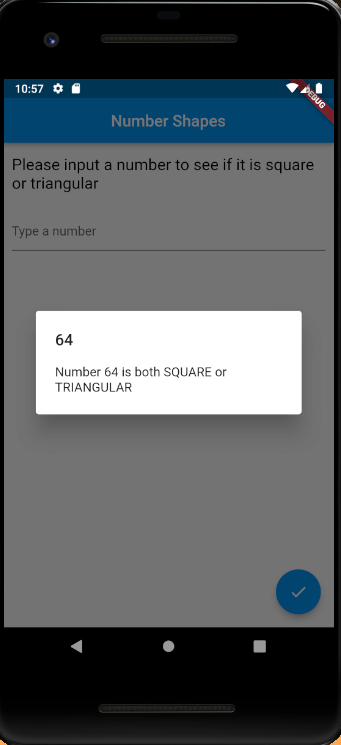 10:57
DEBUG
Number Shapes
Please input a number to see if it is square
or triangular
Type a number
64
Number 64 is both SQUARE or
TRIANGULAR